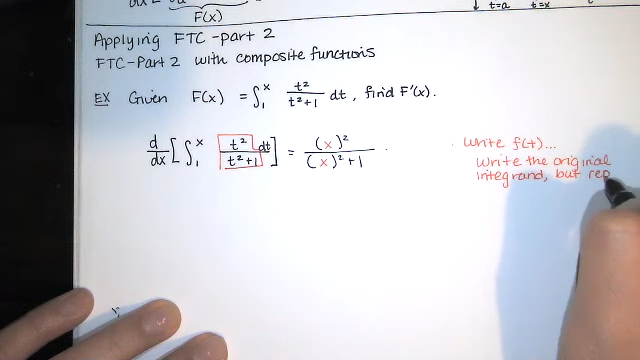 F(x)
t=a t=x
Applying FTC-part 2
FTC-Part 2 with composite functions
EX Given F(x) = ∫₁ˣ t²/(t²+1) dt, find F'(x).
d/dx [∫₁ˣ t²/(t²+1) dt] = (x)²/((x)²+1)
Write f(t)...
Write the original
integrand, but rep